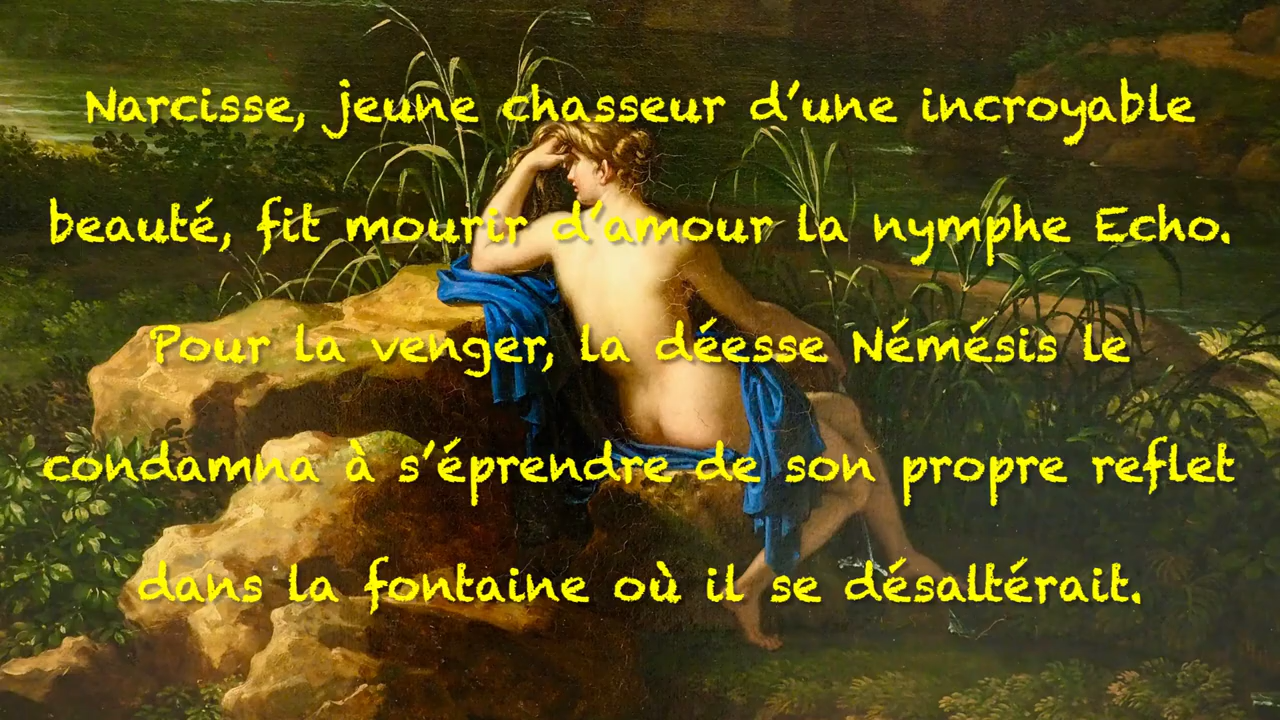 Narcisse, jeune chasseur d’une incroyable
beauté, fit mourir d’amour la nymphe Echo.
Pour la venger, la déesse Némésis le
condamna à s’éprendre de son propre reflet
dans la fontaine où il se désaltérait.